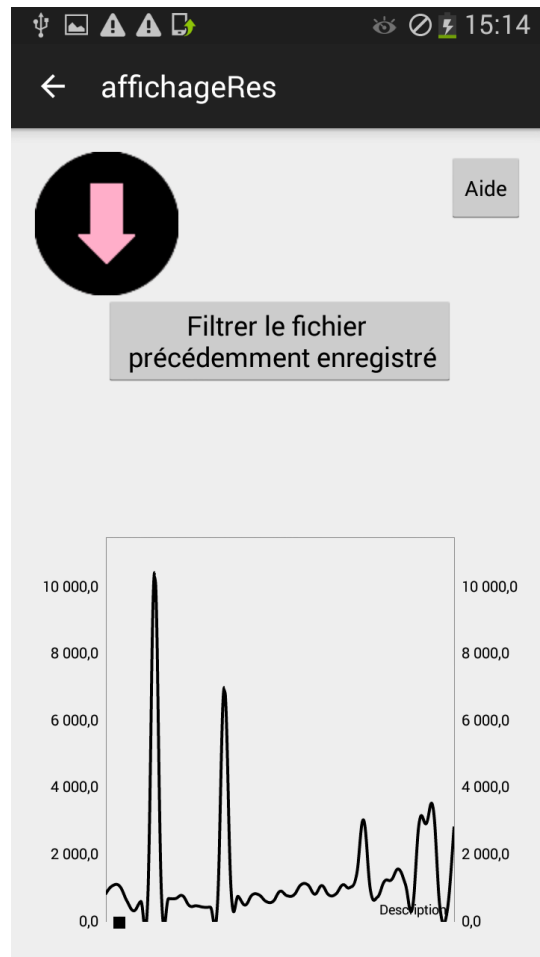 15:14
affichageRes
Aide
Filtrer le fichier
précédemment enregistré
10 000,0
10 000,0
8 000,0
8 000,0
6 000,0
6 000,0
4 000,0
4 000,0
2 000,0
2 000,0
Description
0,0
0,0